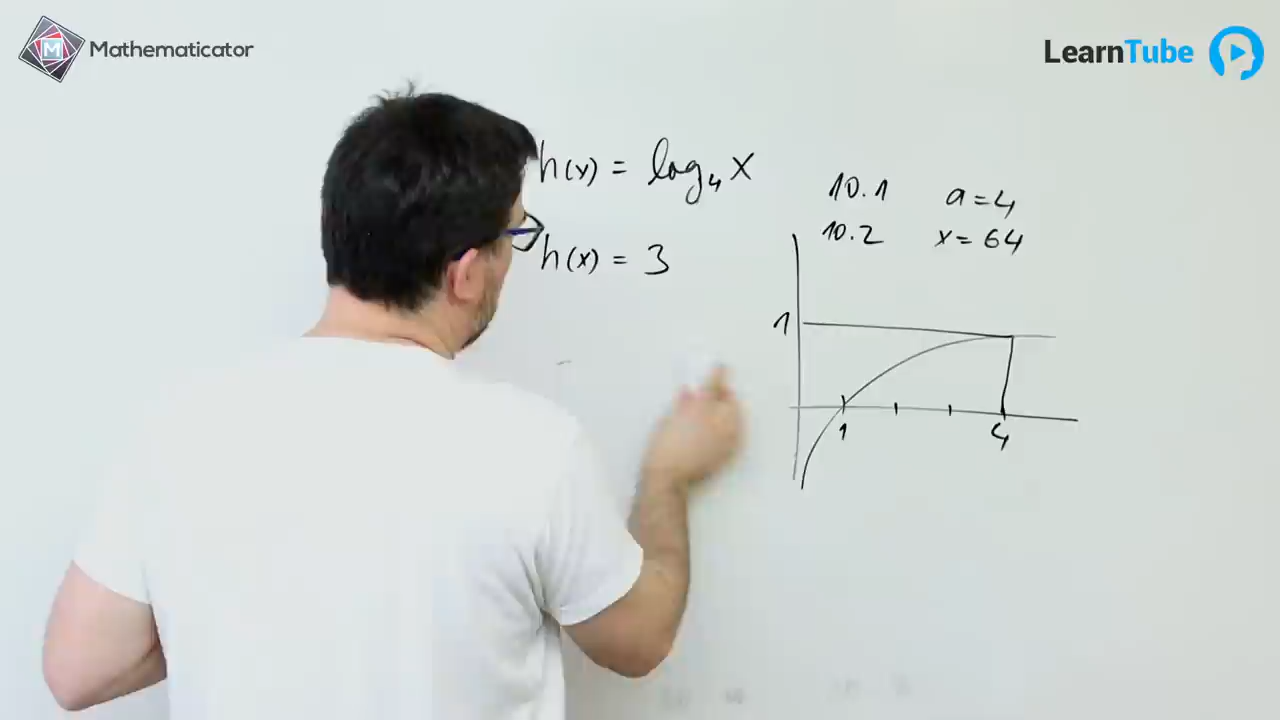 Mathematicator
LearnTube
h(x) = log₄ x
h(x) = 3
10.1 a = 4
10.2 x = 64
1
1
4